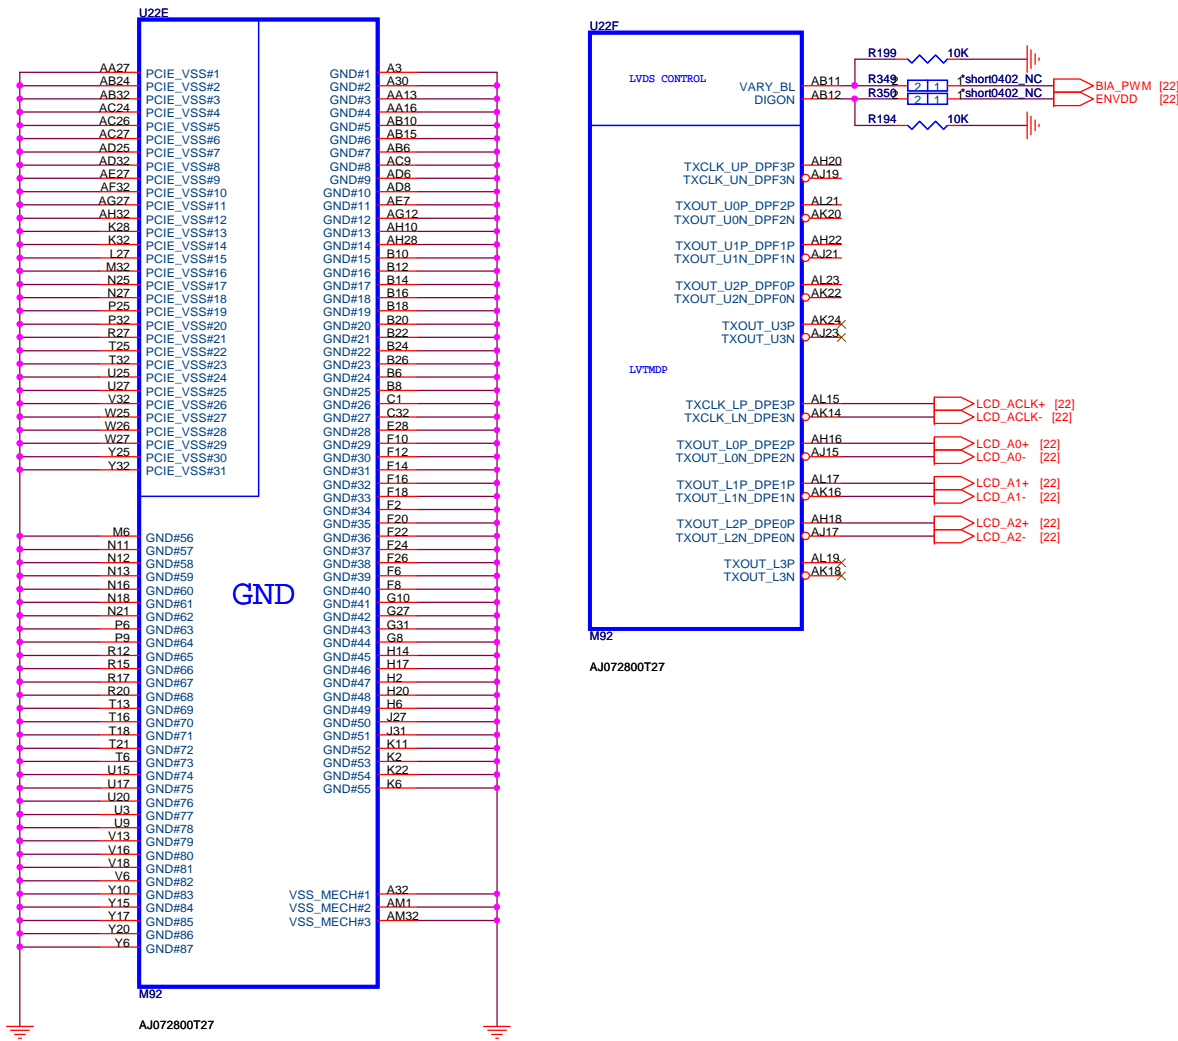 U22E
AA27 PCIE_VSS#1 GND#1 A3
AB24 PCIE_VSS#2 GND#2 A30
AB32 PCIE_VSS#3 GND#3 AA13
AC24 PCIE_VSS#4 GND#4 AA16
AC26 PCIE_VSS#5 GND#5 AB10
AC27 PCIE_VSS#6 GND#6 AB15
AD25 PCIE_VSS#7 GND#7 AB6
AD32 PCIE_VSS#8 GND#8 AC9
AE27 PCIE_VSS#9 GND#9 AD6
AF32 PCIE_VSS#10 GND#10 AD8
AG27 PCIE_VSS#11 GND#11 AE7
AH32 PCIE_VSS#12 GND#12 AG12
K28 PCIE_VSS#13 GND#13 AH10
K32 PCIE_VSS#14 GND#14 AH28
L27 PCIE_VSS#15 GND#15 B10
M32 PCIE_VSS#16 GND#16 B12
N25 PCIE_VSS#17 GND#17 B14
N27 PCIE_VSS#18 GND#18 B16
P25 PCIE_VSS#19 GND#19 B18
P32 PCIE_VSS#20 GND#20 B20
R27 PCIE_VSS#21 GND#21 B22
T25 PCIE_VSS#22 GND#22 B24
T32 PCIE_VSS#23 GND#23 B26
U25 PCIE_VSS#24 GND#24 B6
U27 PCIE_VSS#25 GND#25 B8
V32 PCIE_VSS#26 GND#26 C1
W25 PCIE_VSS#27 GND#27 C32
W26 PCIE_VSS#28 GND#28 E28
W27 PCIE_VSS#29 GND#29 F10
Y25 PCIE_VSS#30 GND#30 F12
Y32 PCIE_VSS#31 GND#31 F14
GND#32 F16
GND#33 F18
GND#34 F2
GND#35 F20
M6 GND#56 GND#36 F22
N11 GND#57 GND#37 F24
N12 GND#58 GND#38 F26
N13 GND#59 GND#39 F6
N16 GND#60 GND#40 F8
N18 GND#61 GND#41 G10
N21 GND#62 GND#42 G27
P6 GND#63 GND#43 G31
P9 GND#64 GND#44 G8
R12 GND#65 GND#45 H14
R15 GND#66 GND#46 H17
R17 GND#67 GND#47 H2
R20 GND#68 GND#48 H20
T13 GND#69 GND#49 H6
T16 GND#70 GND#50 J27
T18 GND#71 GND#51 J31
T21 GND#72 GND#52 K11
T6 GND#73 GND#53 K2
U15 GND#74 GND#54 K22
U17 GND#75 GND#55 K6
U20 GND#76
U3 GND#77
U9 GND#78
V13 GND#79
V16 GND#80
V18 GND#81
V6 GND#82
Y10 GND#83 VSS_MECH#1 A32
Y15 GND#84 VSS_MECH#2 AM1
Y17 GND#85 VSS_MECH#3 AM32
Y20 GND#86
Y6 GND#87
GND
M92
AJ072800T27
U22F
LVDS CONTROL
R199 10K
VARY_BL AB11 R349 2 2 1 1 *short0402_NC BIA_PWM [22]
DIGON AB12 R350 2 2 1 1 *short0402_NC ENVDD [22]
R194 10K
TXCLK_UP_DPF3P AH20
TXCLK_UN_DPF3N AJ19
TXOUT_U0P_DPF2P AL21
TXOUT_U0N_DPF2N AK20
TXOUT_U1P_DPF1P AH22
TXOUT_U1N_DPF1N AJ21
TXOUT_U2P_DPF0P AL23
TXOUT_U2N_DPF0N AK22
TXOUT_U3P AK24
TXOUT_U3N AJ23
LVTMDP
TXCLK_LP_DPE3P AL15 LCD_ACLK+ [22]
TXCLK_LN_DPE3N AK14 LCD_ACLK- [22]
TXOUT_L0P_DPE2P AH16 LCD_A0+ [22]
TXOUT_L0N_DPE2N AJ15 LCD_A0- [22]
TXOUT_L1P_DPE1P AL17 LCD_A1+ [22]
TXOUT_L1N_DPE1N AK16 LCD_A1- [22]
TXOUT_L2P_DPE0P AH18 LCD_A2+ [22]
TXOUT_L2N_DPE0N AJ17 LCD_A2- [22]
TXOUT_L3P AL19
TXOUT_L3N AK18
M92
AJ072800T27